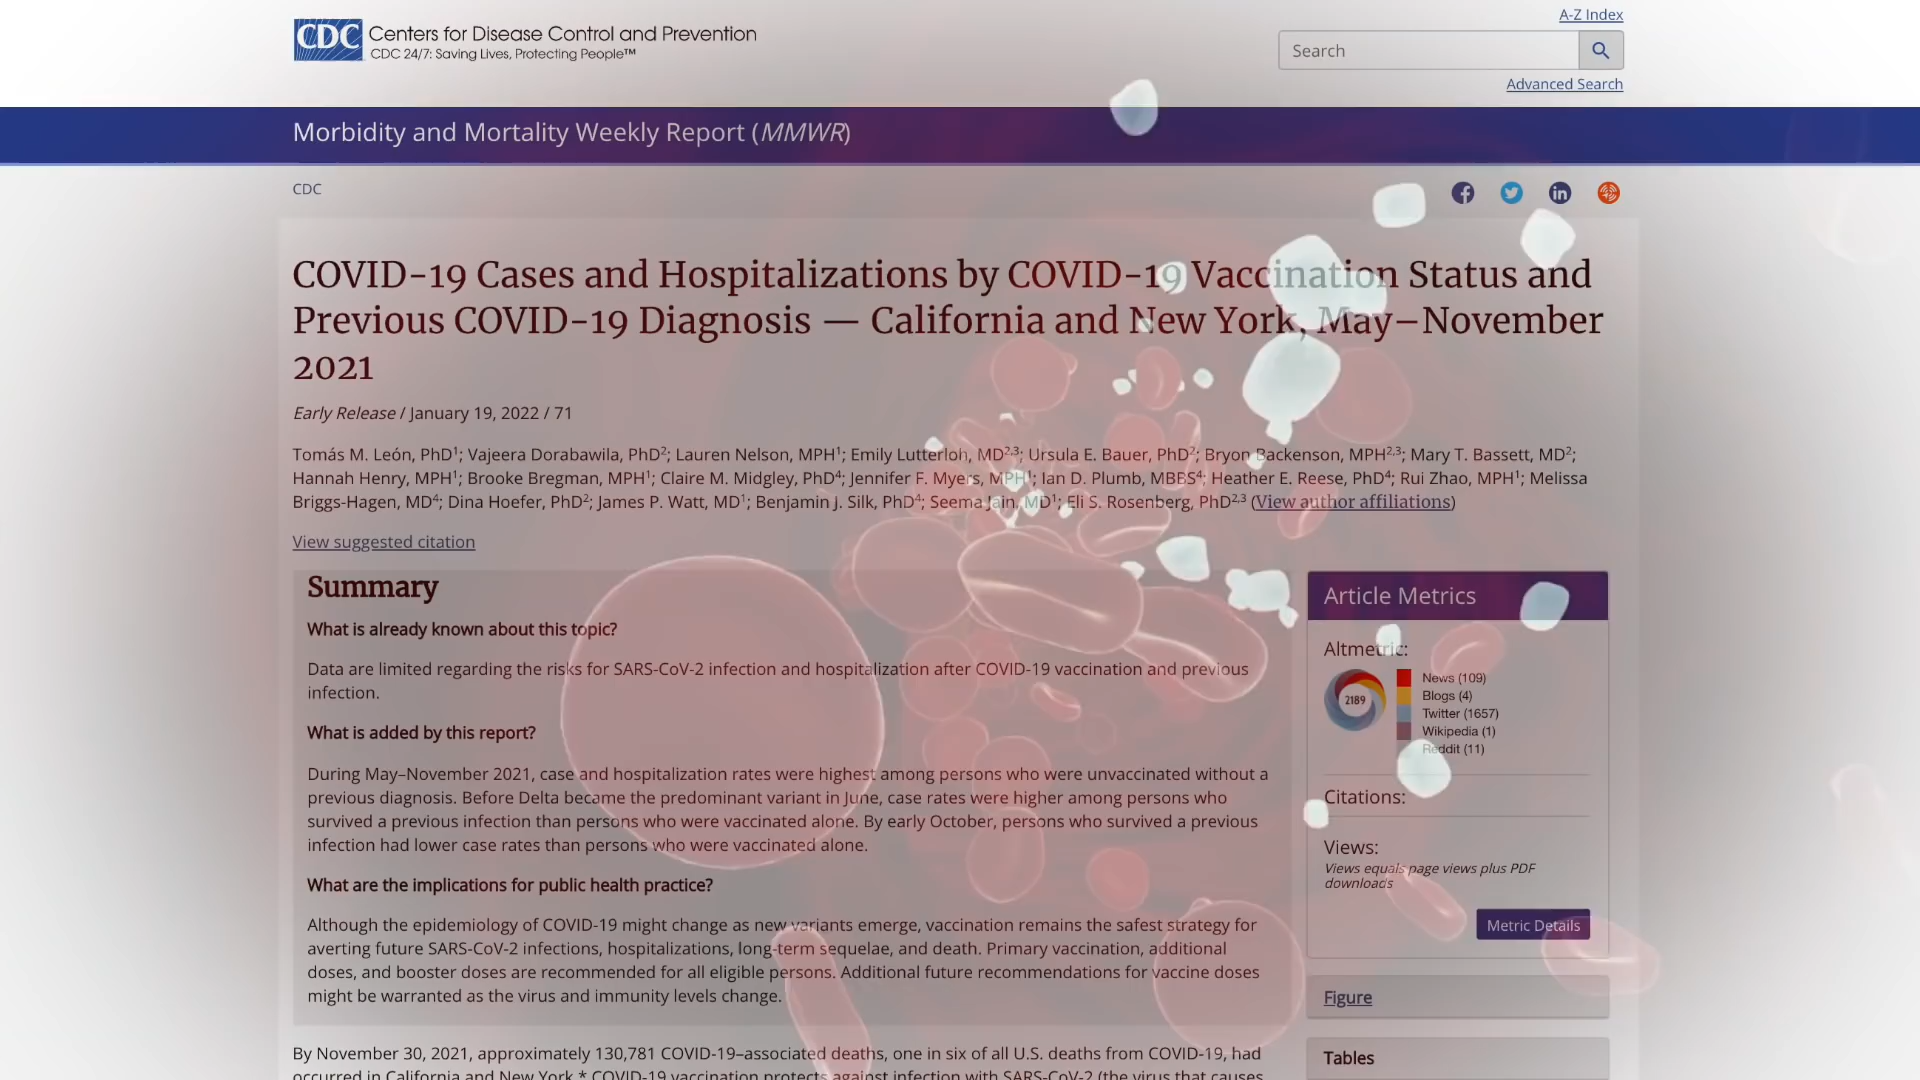 CDC Centers for Disease Control and Prevention
CDC 24/7: Saving Lives, Protecting People™
A-Z Index
Search
Advanced Search
Morbidity and Mortality Weekly Report (MMWR)
CDC
COVID-19 Cases and Hospitalizations by COVID-19 Vaccination Status and
Previous COVID-19 Diagnosis — California and New York, May–November
2021
Early Release / January 19, 2022 / 71
Tomás M. León, PhD1; Vajeera Dorabawila, PhD2; Lauren Nelson, MPH1; Emily Lutterloh, MD2,3; Ursula E. Bauer, PhD2; Bryon Backenson, MPH2,3; Mary T. Bassett, MD2;
Hannah Henry, MPH1; Brooke Bregman, MPH1; Claire M. Midgley, PhD4; Jennifer F. Myers, MPH1; Ian D. Plumb, MBBS4; Heather E. Reese, PhD4; Rui Zhao, MPH1; Melissa
Briggs-Hagen, MD4; Dina Hoefer, PhD2; James P. Watt, MD1; Benjamin J. Silk, PhD4; Seema Jain, MD1; Eli S. Rosenberg, PhD2,3 (View author affiliations)
View suggested citation
Summary
What is already known about this topic?
Data are limited regarding the risks for SARS-CoV-2 infection and hospitalization after COVID-19 vaccination and previous
infection.
What is added by this report?
During May–November 2021, case and hospitalization rates were highest among persons who were unvaccinated without a
previous diagnosis. Before Delta became the predominant variant in June, case rates were higher among persons who
survived a previous infection than persons who were vaccinated alone. By early October, persons who survived a previous
infection had lower case rates than persons who were vaccinated alone.
What are the implications for public health practice?
Although the epidemiology of COVID-19 might change as new variants emerge, vaccination remains the safest strategy for
averting future SARS-CoV-2 infections, hospitalizations, long-term sequelae, and death. Primary vaccination, additional
doses, and booster doses are recommended for all eligible persons. Additional future recommendations for vaccine doses
might be warranted as the virus and immunity levels change.
By November 30, 2021, approximately 130,781 COVID-19–associated deaths, one in six of all U.S. deaths from COVID-19, had
occurred in California and New York.* COVID-19 vaccination protects against infection with SARS-CoV-2 (the virus that causes
Article Metrics
Altmetric:
2189
News (109)
Blogs (4)
Twitter (1657)
Wikipedia (1)
Reddit (11)
Citations:
Views:
Views equals page views plus PDF
downloads
Metric Details
Figure
Tables